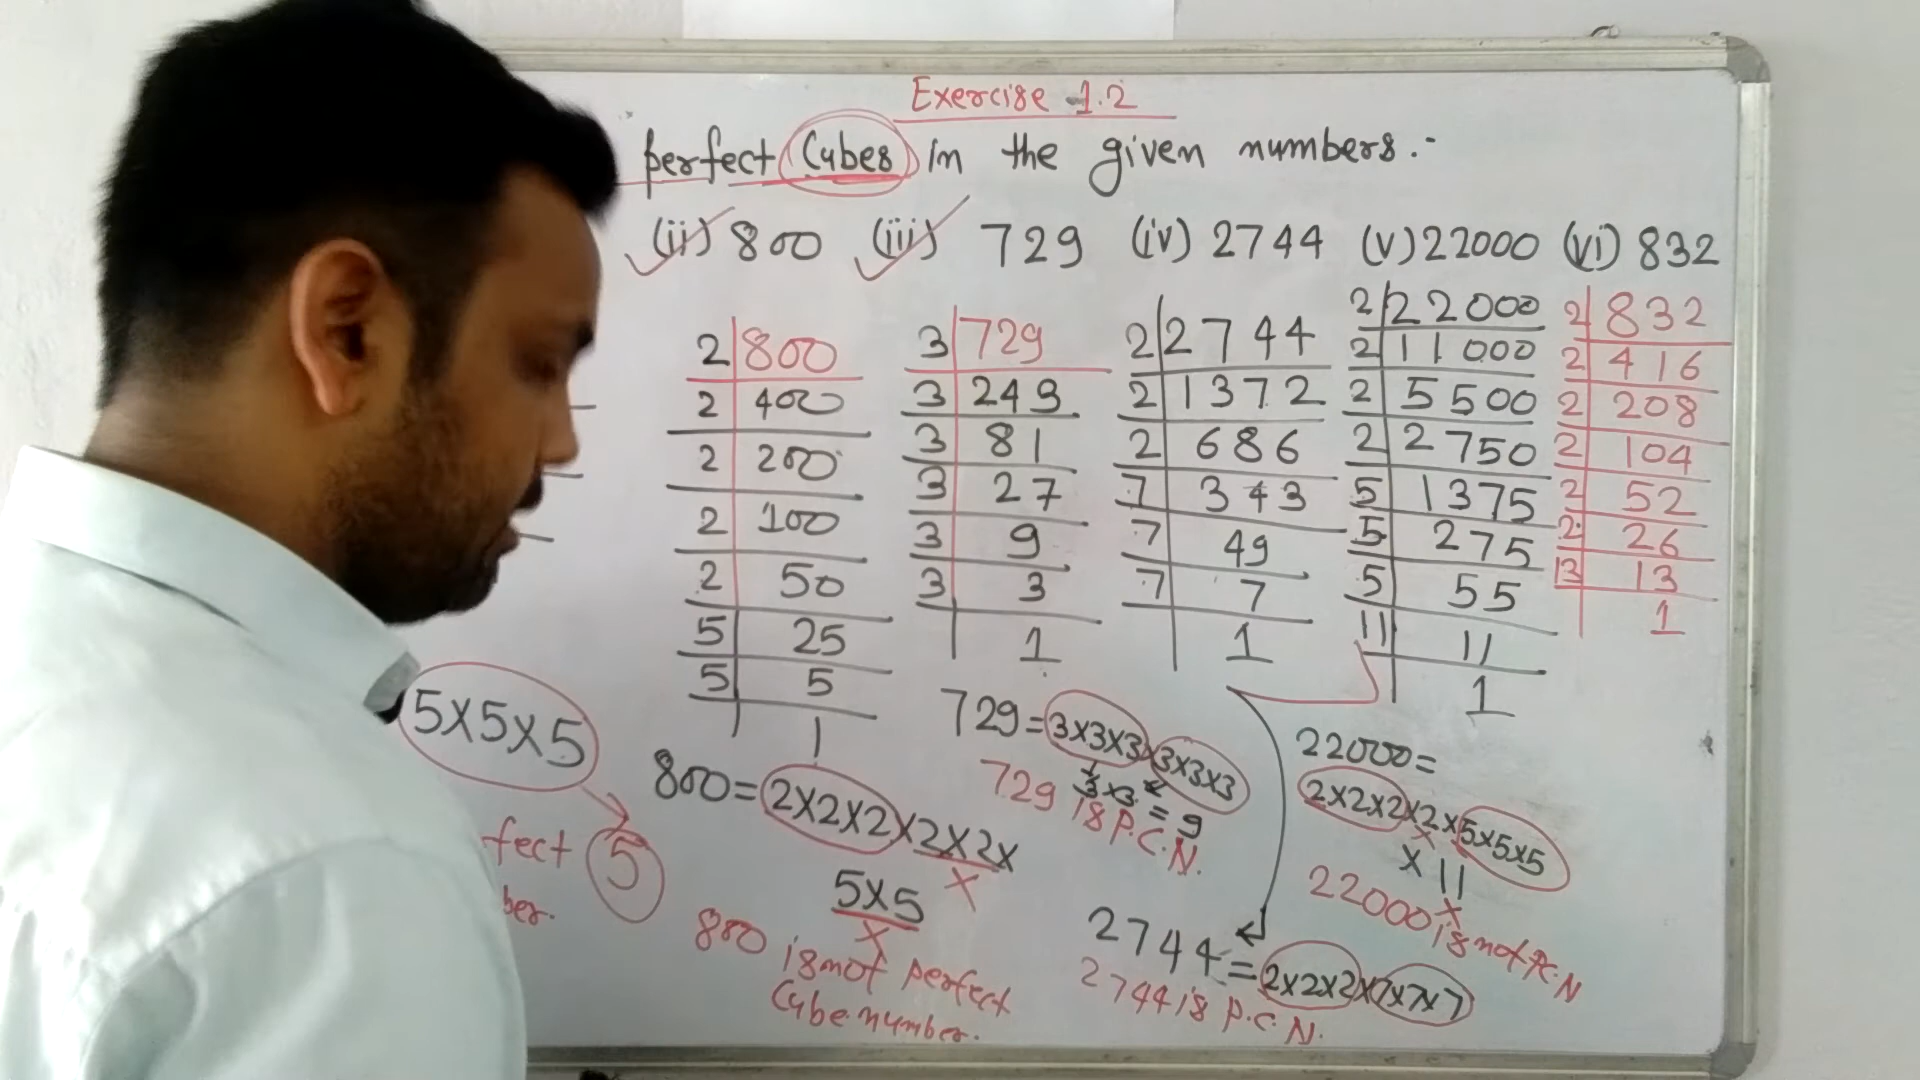 Exercise 1.2
perfect Cubes in the given numbers.-
(ii) 800 (iii) 729 (iv) 2744 (v) 22000 (vi) 832
2 | 800
2 | 400
2 | 200
2 | 100
2 | 50
5 | 25
5 | 5
1
3 | 729
3 | 249
3 | 81
3 | 27
3 | 9
3 | 3
1
2 | 2744
2 | 1372
2 | 686
7 | 343
7 | 49
7 | 7
1
2 | 22000
2 | 11000
2 | 5500
2 | 2750
5 | 1375
5 | 275
5 | 55
11 | 11
1
2 | 832
2 | 416
2 | 208
2 | 104
2 | 52
2 | 26
13 | 13
1
5x5x5
5
fect
ber.
800=2x2x2x2x2x
x
5x5
x
800 is not perfect
Cube number.
729=3x3x3x3x3x3
3x3
= 9
729 is P.C.N.
2744
=2x2x2x7x7x7
2744 is P.C.N.
22000=
2x2x2x2x5x5x5
x
x 11
x
22000 is not P.C.N